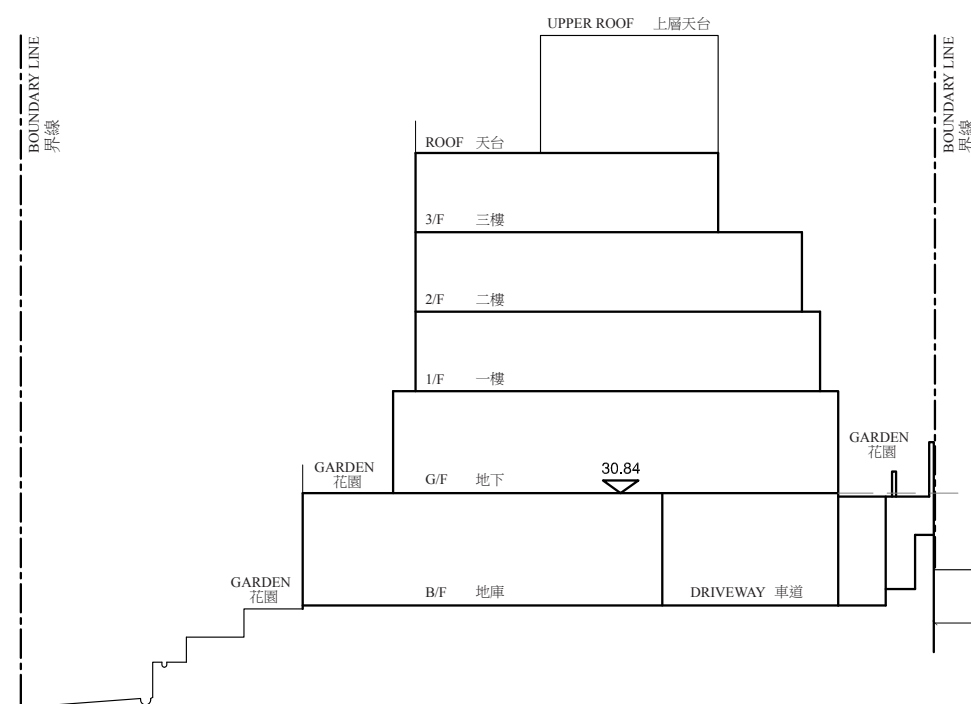 UPPER ROOF 上層天台
BOUNDARY LINE
界線
BOUNDARY LINE
界線
ROOF 天台
3/F 三樓
2/F 二樓
1/F 一樓
GARDEN
花園
GARDEN
花園
G/F 地下
30.84
GARDEN
花園
B/F 地庫
DRIVEWAY 車道